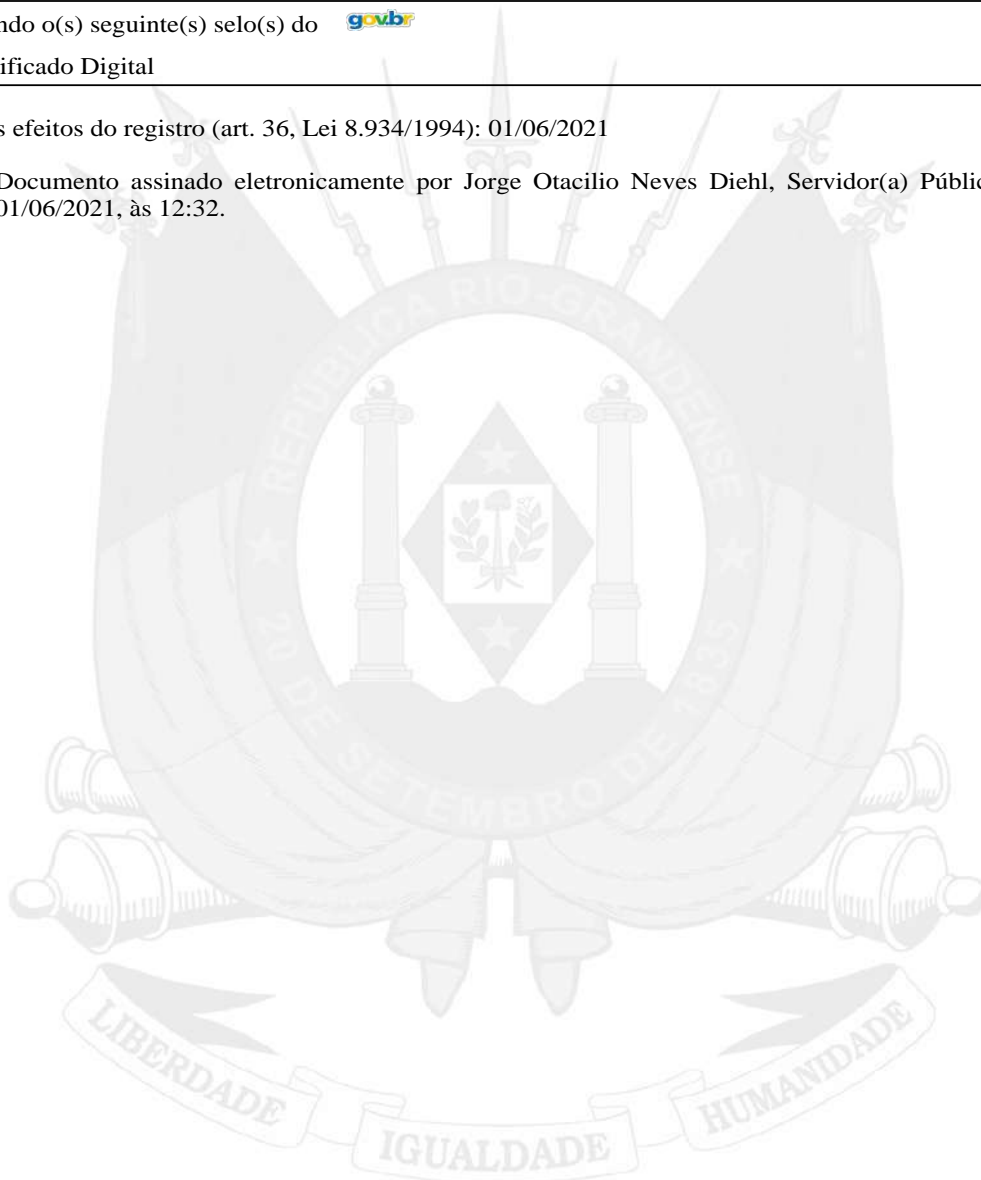 ndo o(s) seguinte(s) selo(s) do gov.br
ificado Digital
s efeitos do registro (art. 36, Lei 8.934/1994): 01/06/2021
Documento assinado eletronicamente por Jorge Otacilio Neves Diehl, Servidor(a) Públic
01/06/2021, às 12:32.
REPÚBLICA RIO-GRANDENSE
20 DE SETEMBRO DE 1835
LIBERDADE
IGUALDADE
HUMANIDADE